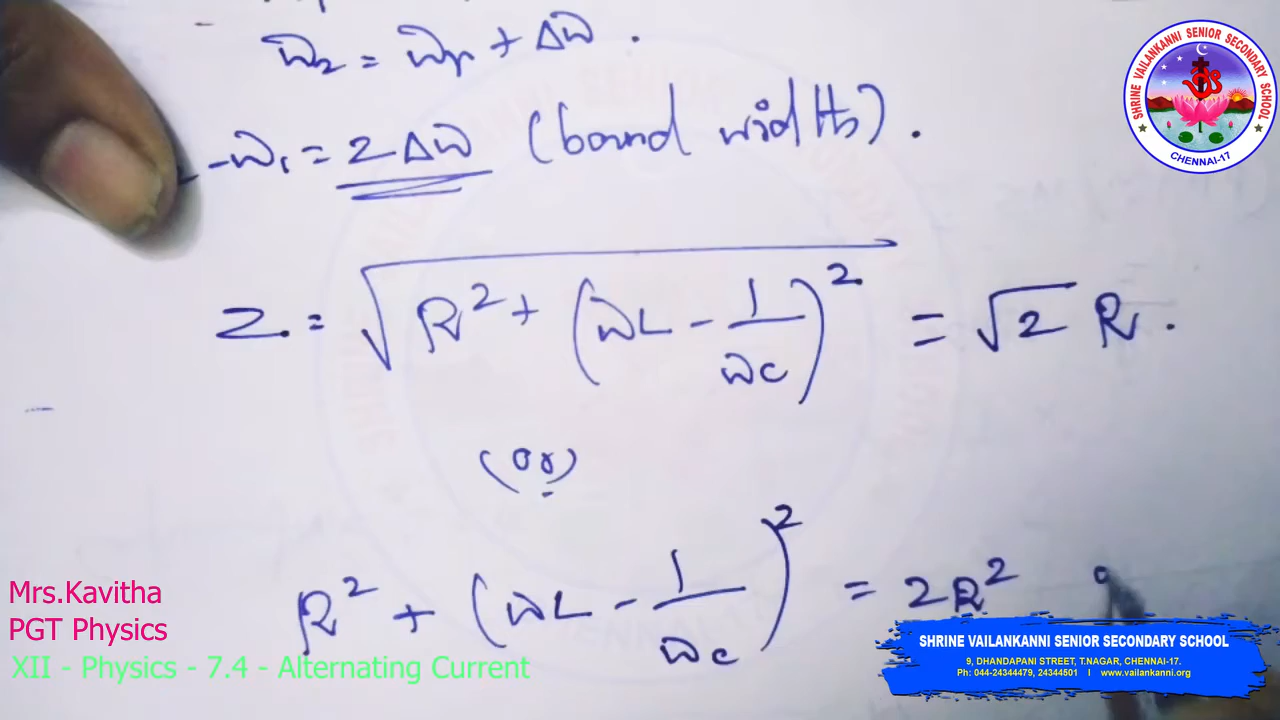 ω₂ = ωᵣ + Δω .
-ω₁ = 2Δω (band width) .
Z = √R² + (ωL - 1/ωc)² = √2 R .
(or)
R² + (ωL - 1/ωc)² = 2R²
SHRINE VAILANKANNI SENIOR SECONDARY SCHOOL
CHENNAI-17
Mrs.Kavitha
PGT Physics
XII - Physics - 7.4 - Alternating Current
SHRINE VAILANKANNI SENIOR SECONDARY SCHOOL
9, DHANDAPANI STREET, T.NAGAR, CHENNAI-17.
Ph: 044-24344479, 24344501 I www.vailankanni.org